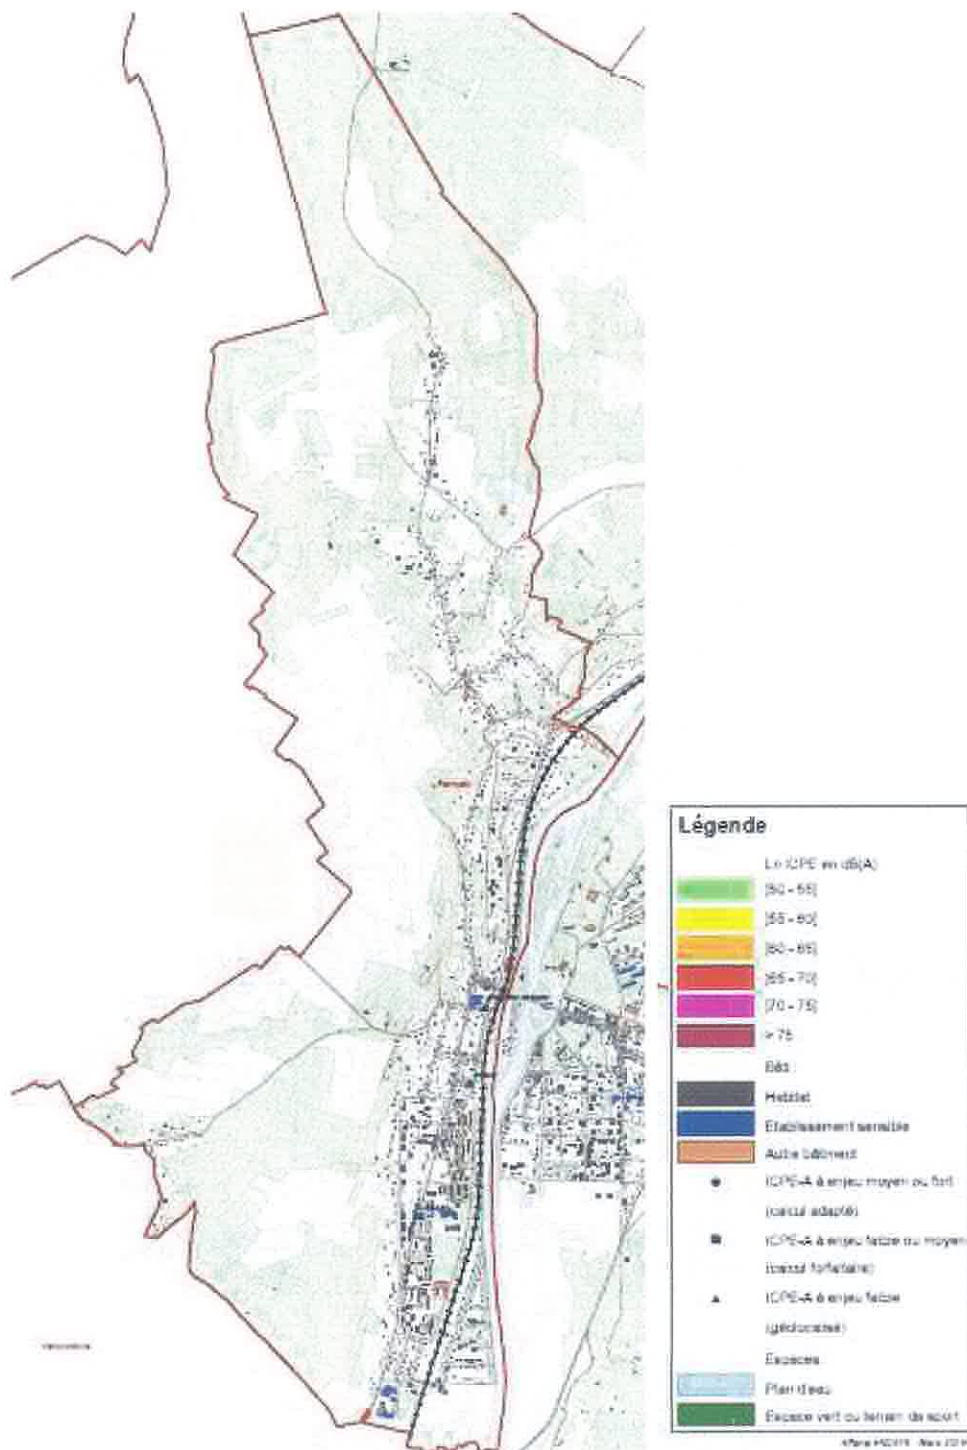 Légende
Ln ICPE en dB(A)
[50 - 55[
[55 - 60[
[60 - 65[
[65 - 70[
[70 - 75[
> 75
Bâti
Habitat
Etablissement sensible
Autre bâtiment
ICPE-A à enjeu moyen ou fort
(calcul adapté)
ICPE-A à enjeu faible ou moyen
(calcul forfaitaire)
ICPE-A à enjeu faible
(géolocalisé)
Espaces
Plan d'eau
Espace vert ou terrain de sport